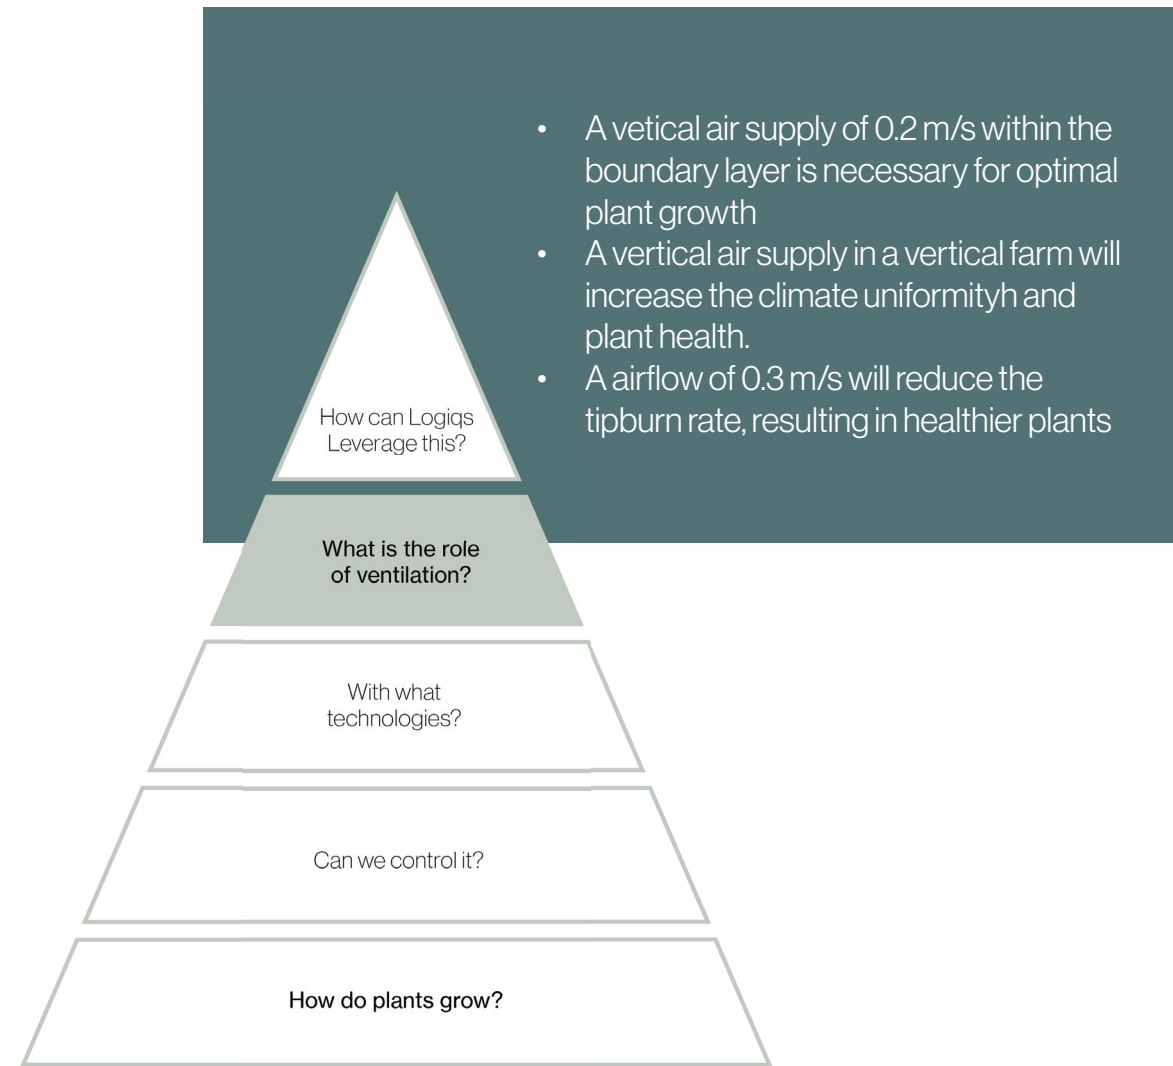 • A vetical air supply of 0.2 m/s within the
boundary layer is necessary for optimal
plant growth
• A vertical air supply in a vertical farm will
increase the climate uniformityh and
plant health.
• A airflow of 0.3 m/s will reduce the
tipburn rate, resulting in healthier plants
How can Logiqs
Leverage this?
What is the role
of ventilation?
With what
technologies?
Can we control it?
How do plants grow?